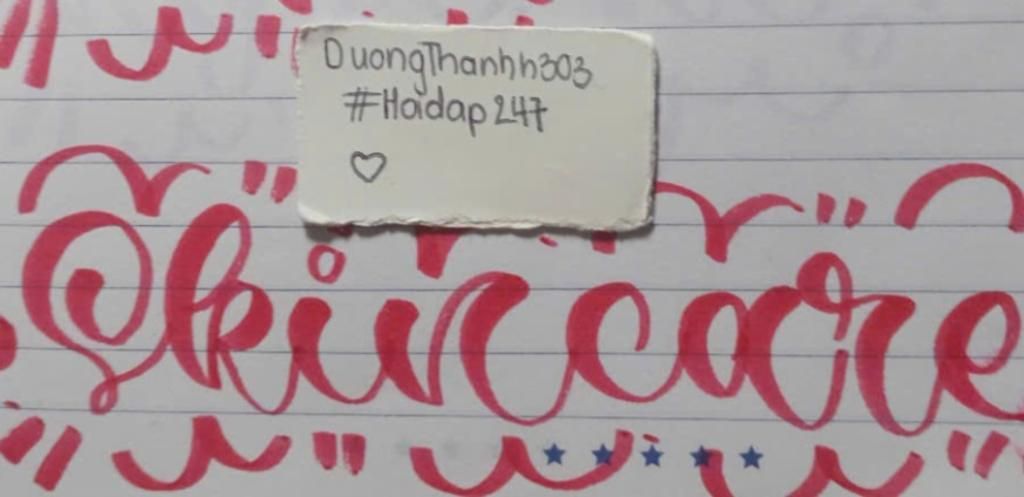 DuongThanhh303
#Hoidap247
♡
Skincare